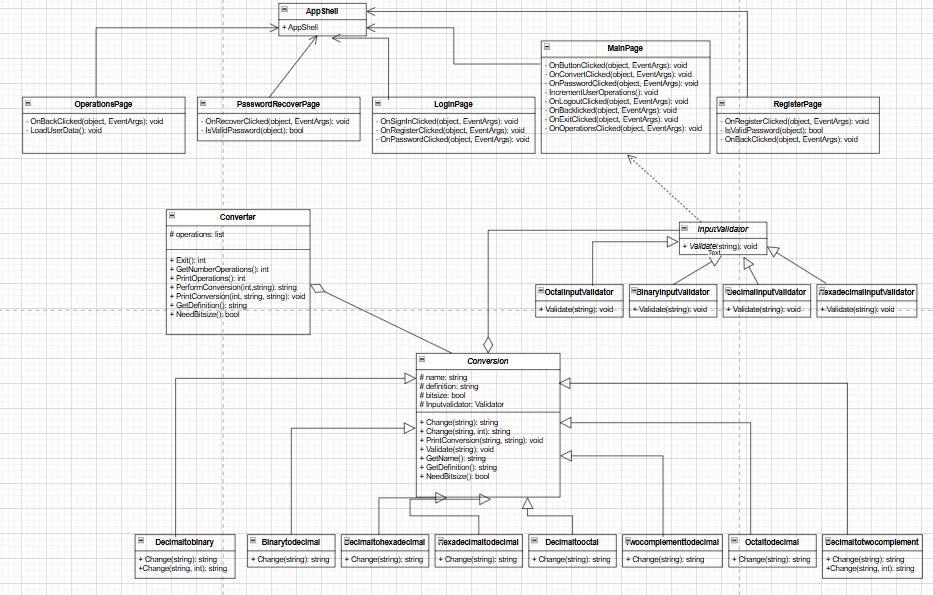 AppShell
+ AppShell
MainPage
- OnButtonClicked(object, EventArgs): void
- OnConvertClicked(object, EventArgs): void
- OnPasswordClicked(object, EventArgs): void
- IncrementUserOperations(): void
- OnLogoutClicked(object, EventArgs): void
- OnBacklicked(object, EventArgs): void
- OnExitClicked(object, EventArgs): void
- OnOperationsClicked(object, EventArgs): void
OperationsPage
- OnBackClicked(object, EventArgs): void
- LoadUserData(): void
PasswordRecoverPage
- OnRecoverClicked(object, EventArgs): void
- IsValidPassword(object): bool
LoginPage
- OnSignInClicked(object, EventArgs): void
- OnRegisterClicked(object, EventArgs): void
- OnPasswordClicked(object, EventArgs): void
RegisterPage
- OnRegisterClicked(object, EventArgs): void
- IsValidPassword(object): bool
- OnBackClicked(object, EventArgs): void
Converter
# operations: list
+ Exit(): int
+ GetNumberOperations(): int
+ PrintOperations(): int
+ PerformConversion(int,string): string
+ PrintConversion(int, string, string): void
+ GetDefinition(): string
+ NeedBitsize(): bool
InputValidator
+ Validate(string): void
Text
OctalInputValidator
+ Validate(string): void
BinaryInputValidator
+ Validate(string): void
DecimalInputValidator
+ Validate(string): void
HexadecimalInputValidator
+ Validate(string): void
Conversion
# name: string
# definition: string
# bitsize: bool
# Inputvalidator: Validator
+ Change(string): string
+ Change(string, int): string
+ PrintConversion(string, string): void
+ Validate(string): void
+ GetName(): string
+ GetDefinition(): string
+ NeedBitsize(): bool
Decimaltobinary
+ Change(string): string
+Change(string, int): string
Binarytodecimal
+ Change(string): string
Decimaltohexadecimal
+ Change(string): string
Hexadecimaltodecimal
+ Change(string): string
Decimaltooctal
+ Change(string): string
Twocomplementtodecimal
+ Change(string): string
Octaltodecimal
+ Change(string): string
Decimaltotwocomplement
+ Change(string): string
+Change(string, int): string